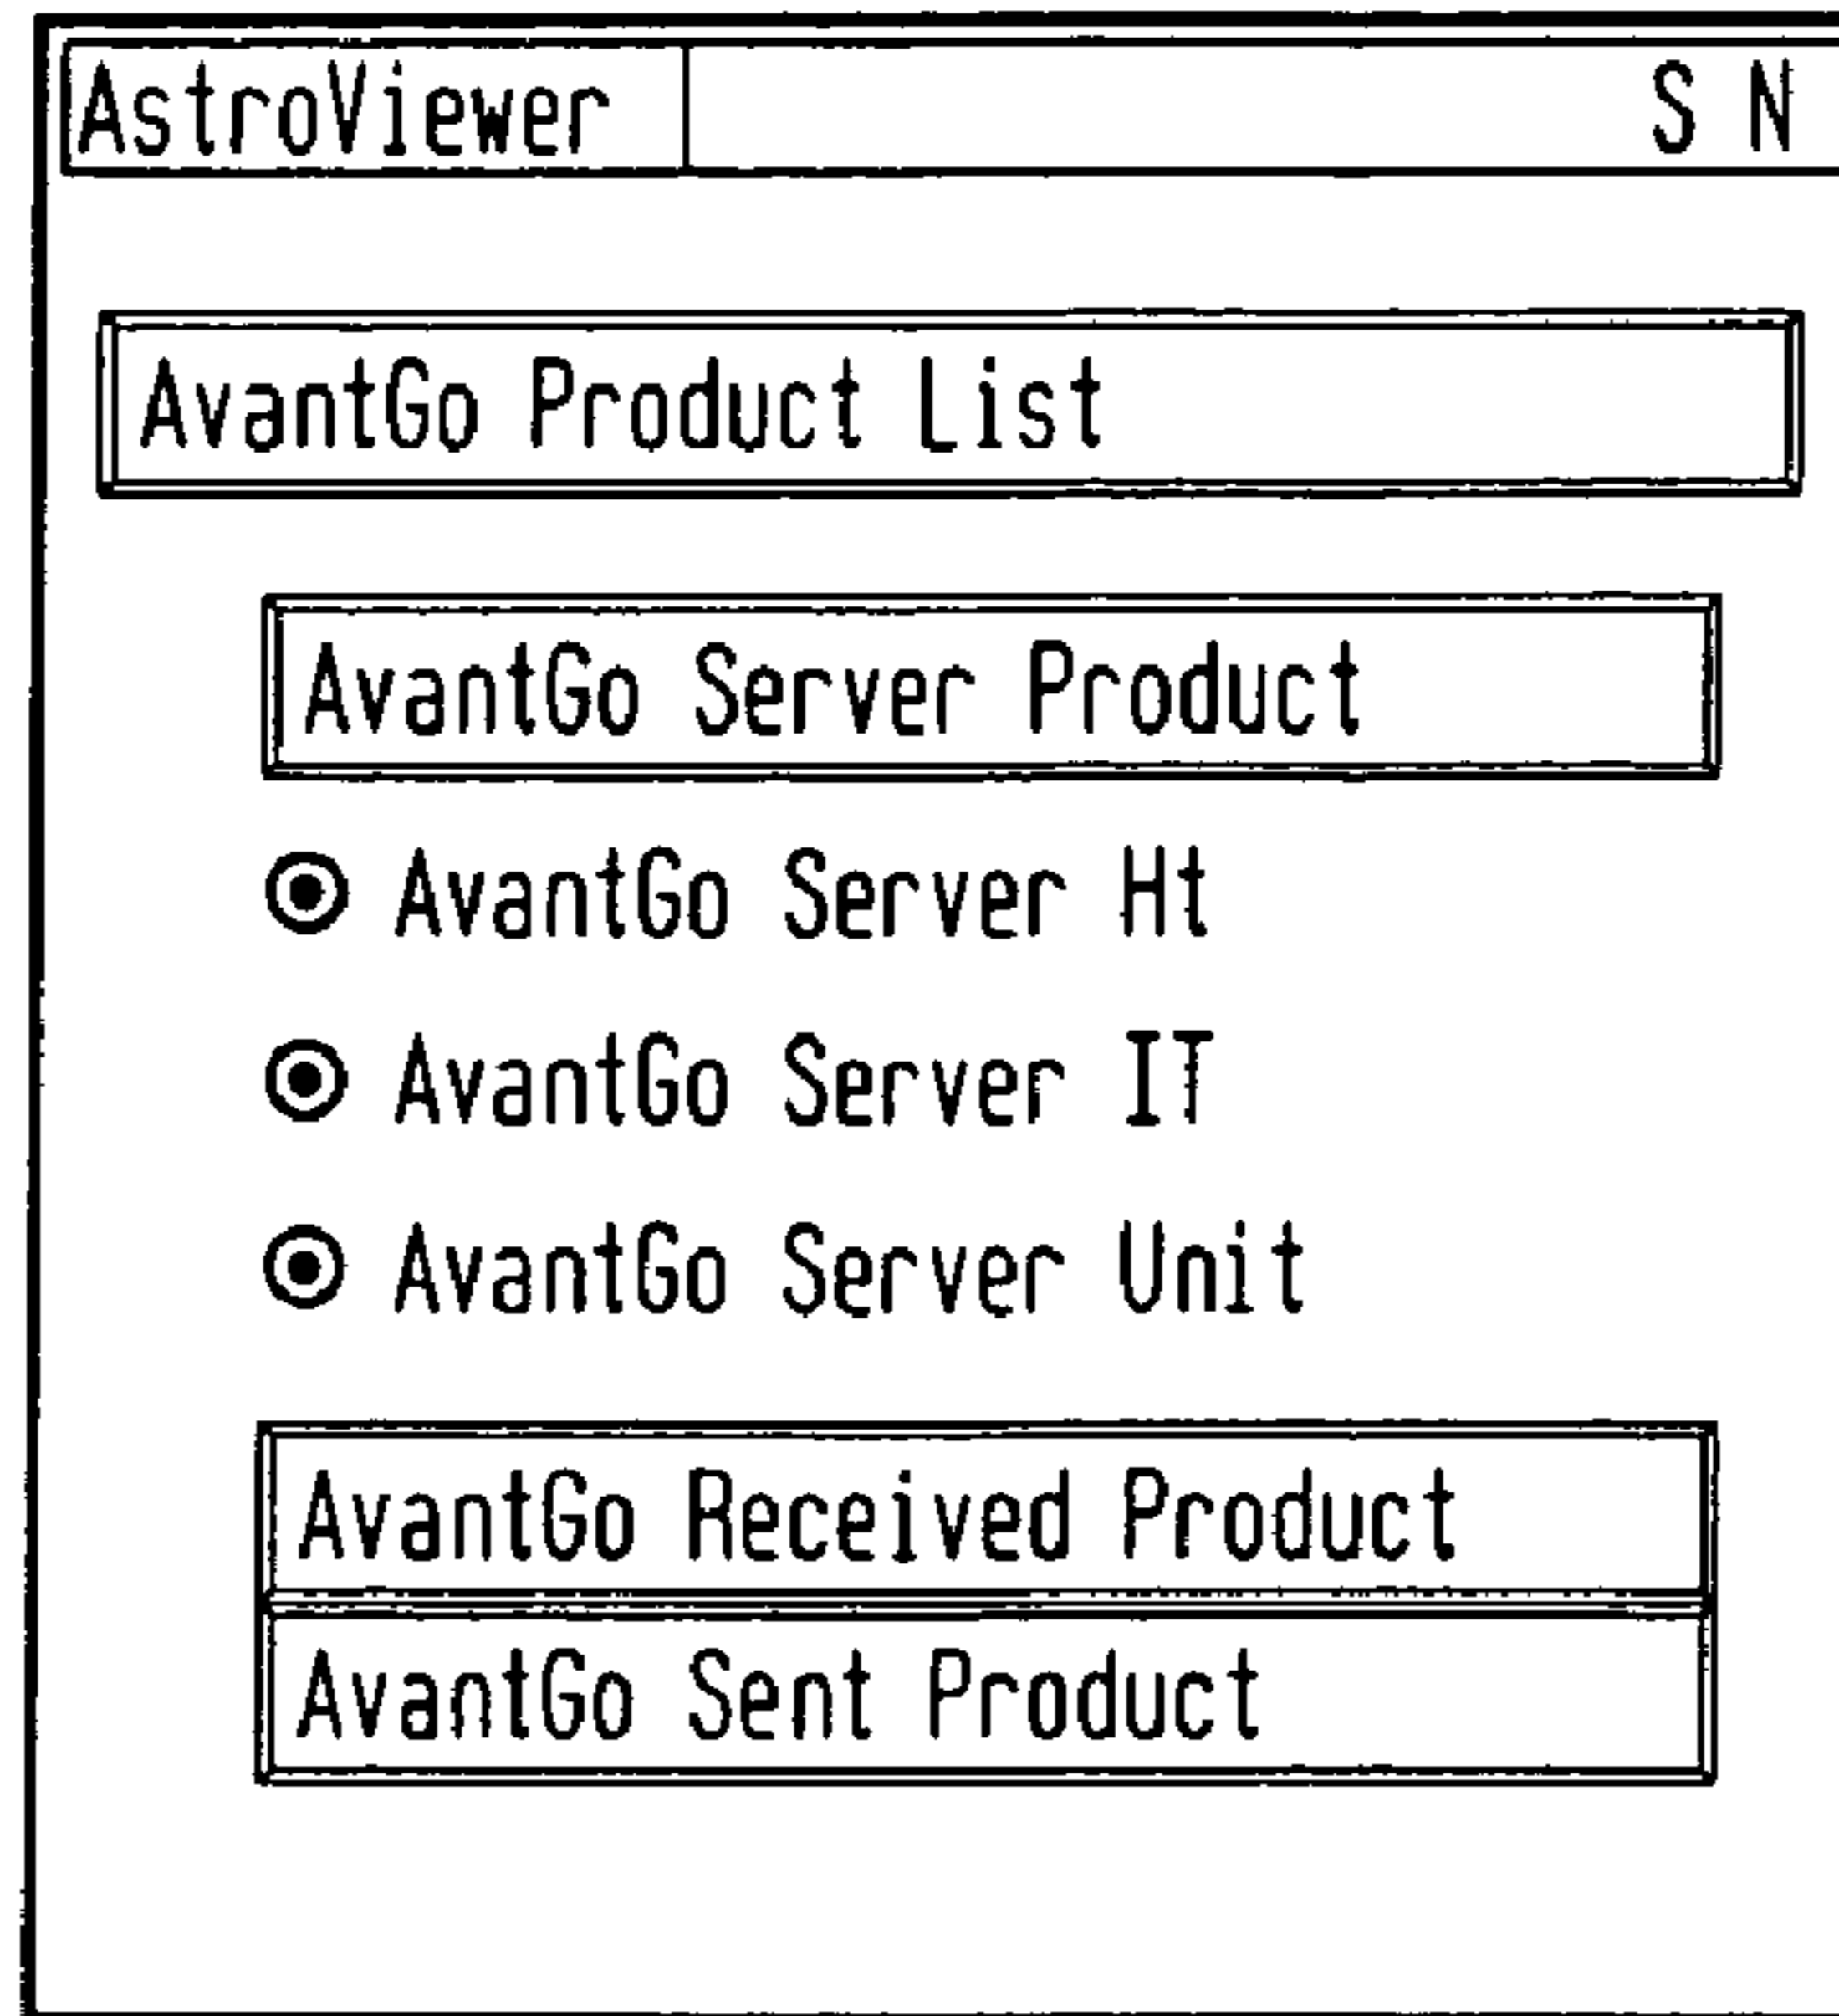 AstroViewer S N
AvantGo Product List
AvantGo Server Product
AvantGo Server Ht
AvantGo Server IT
AvantGo Server Unit
AvantGo Received Product
AvantGo Sent Product